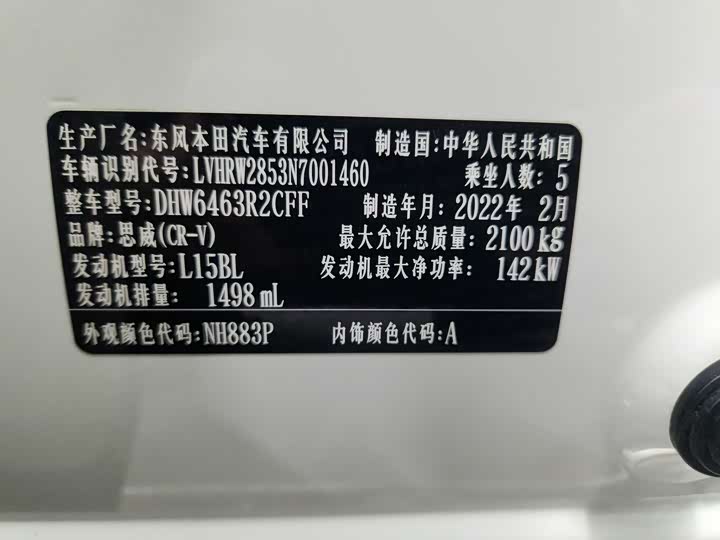 生产厂名:东风本田汽车有限公司 制造国:中华人民共和国
车辆识别代号:LVHRW2853N7001460 乘坐人数:5
整车型号:DHW6463R2CFF 制造年月:2022年 2月
品牌:思威(CR-V) 最大允许总质量:2100kg
发动机型号:L15BL 发动机最大净功率: 142kW
发动机排量: 1498mL
外观颜色代码:NH883P 内饰颜色代码:A